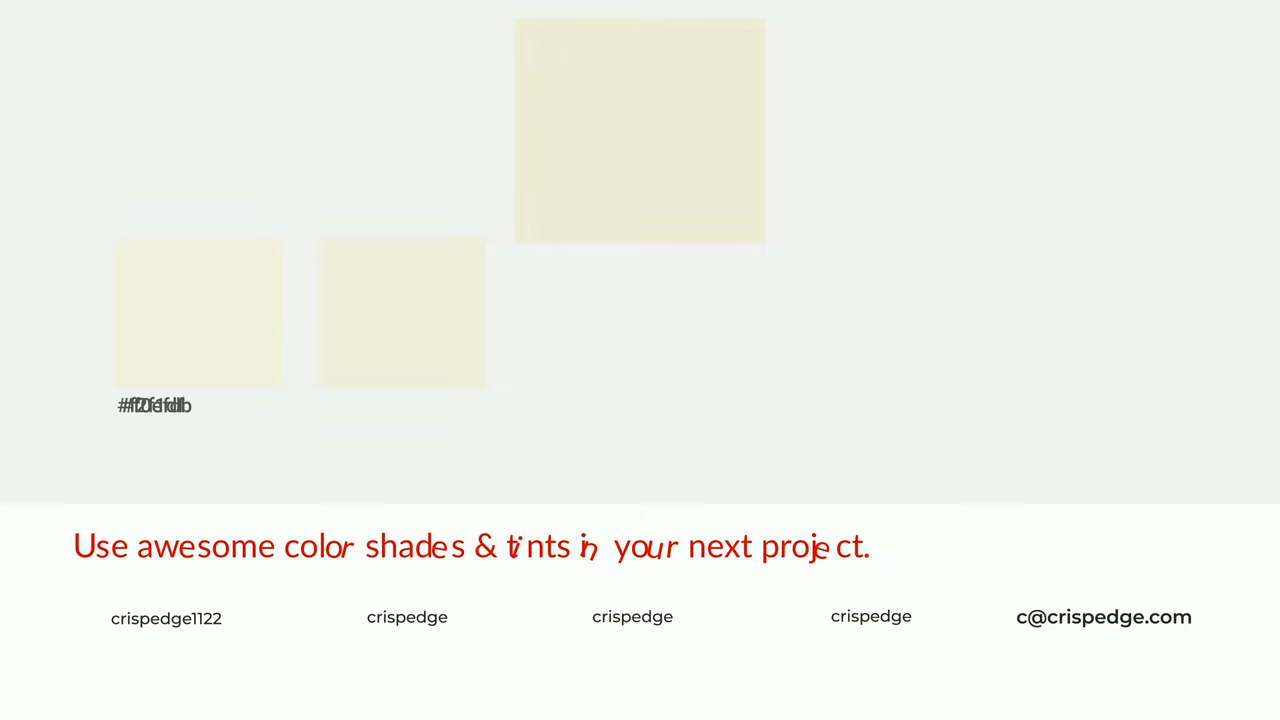 Use awesome color shades & tints in your next project.
crispedge1122 crispedge crispedge crispedge c@crispedge.com